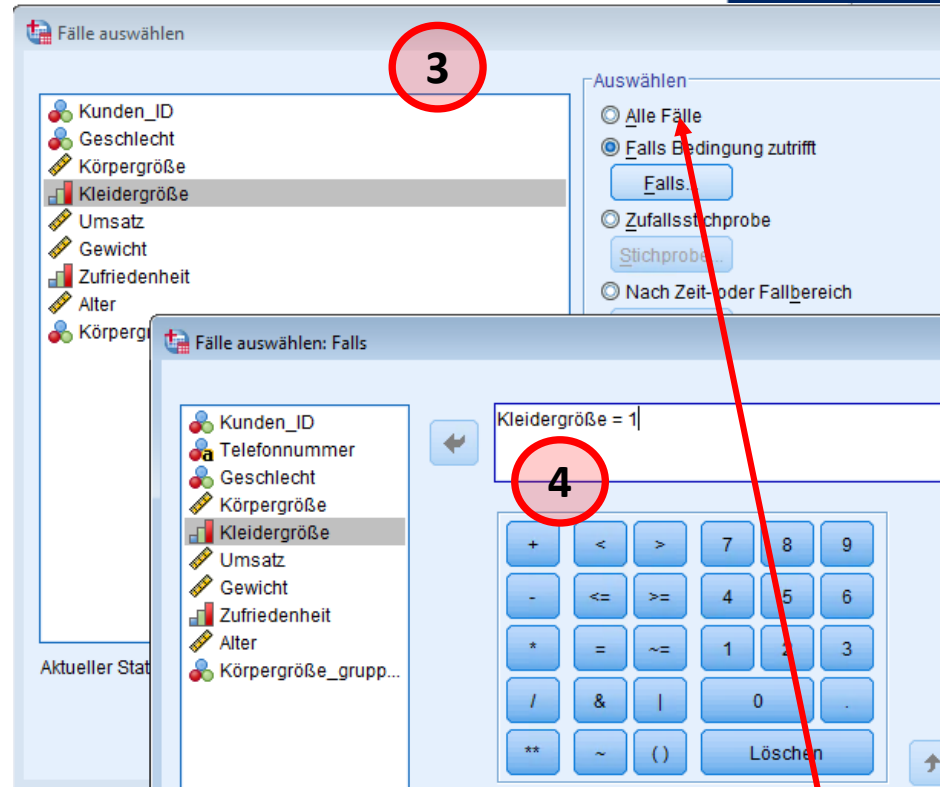 Fälle auswählen
3
Kunden_ID
Geschlecht
Körpergröße
Kleidergröße
Umsatz
Gewicht
Zufriedenheit
Alter
Körpergr
Aktueller Stat
Auswählen
Alle Fälle
Falls Bedingung zutrifft
Falls...
Zufallsstichprobe
Stichprobe...
Nach Zeit- oder Fallbereich
Fälle auswählen: Falls
Kunden_ID
Telefonnummer
Geschlecht
Körpergröße
Kleidergröße
Umsatz
Gewicht
Zufriedenheit
Alter
Körpergröße_grupp...
Kleidergröße = 1
4
+ < > 7 8 9
- <= >= 4 5 6
* = ~= 1 2 3
/ & | 0 .
** ~ ( ) Löschen